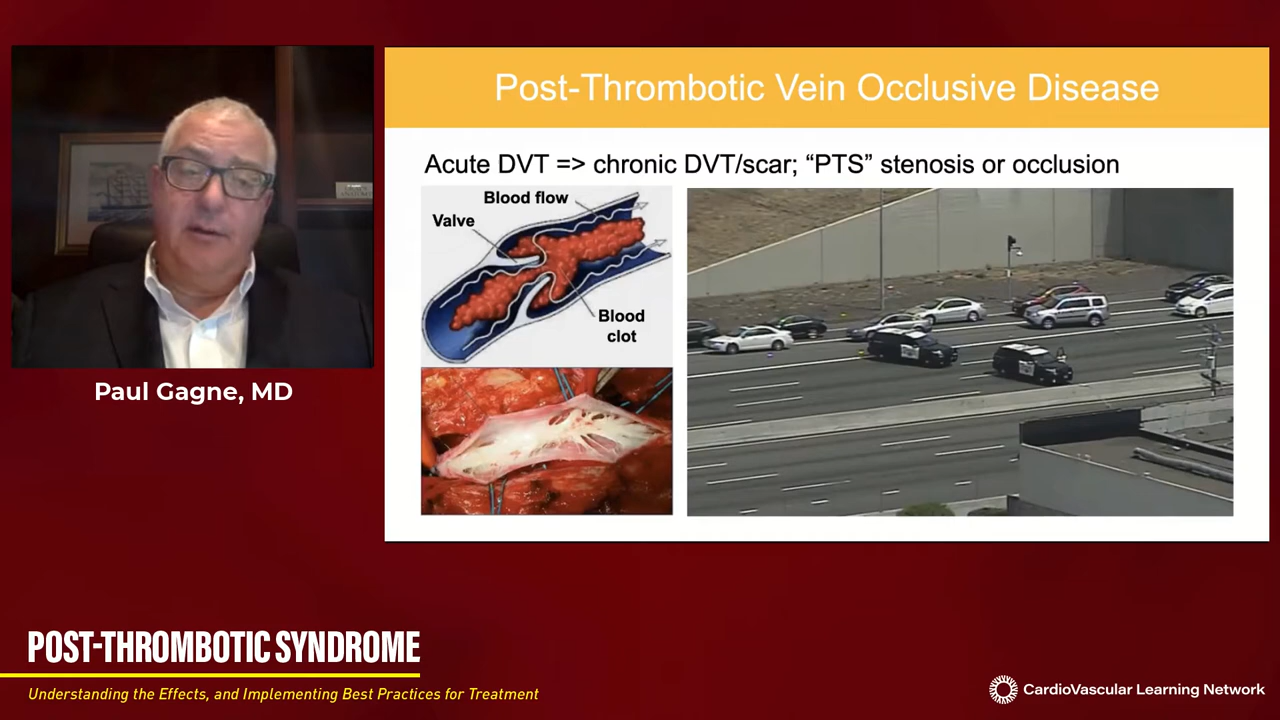 Post-Thrombotic Vein Occlusive Disease
Acute DVT => chronic DVT/scar; “PTS” stenosis or occlusion
Blood flow
Valve
Blood
clot
Paul Gagne, MD
POST-THROMBOTIC SYNDROME
Understanding the Effects, and Implementing Best Practices for Treatment
CardioVascular Learning Network